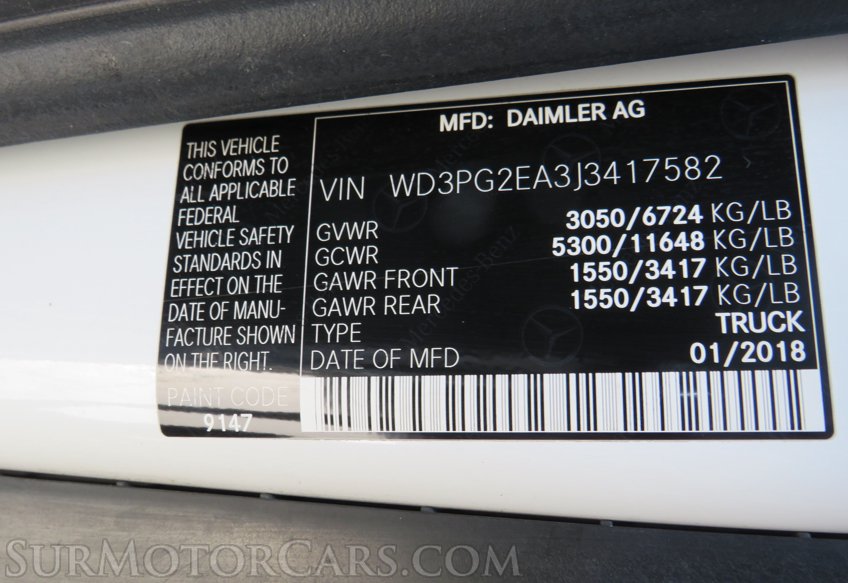 THIS VEHICLE
CONFORMS TO
ALL APPLICABLE
FEDERAL
VEHICLE SAFETY
STANDARDS IN
EFFECT ON THE
DATE OF MANU-
FACTURE SHOWN
ON THE RIGHT.
PAINT CODE
9147
MFD: DAIMLER AG
VIN WD3PG2EA3J3417582
GVWR 3050/6724 KG/LB
GCWR 5300/11648 KG/LB
GAWR FRONT 1550/3417 KG/LB
GAWR REAR 1550/3417 KG/LB
TYPE TRUCK
DATE OF MFD 01/2018
Mercedes-Benz
SURMOTORCARS.COM